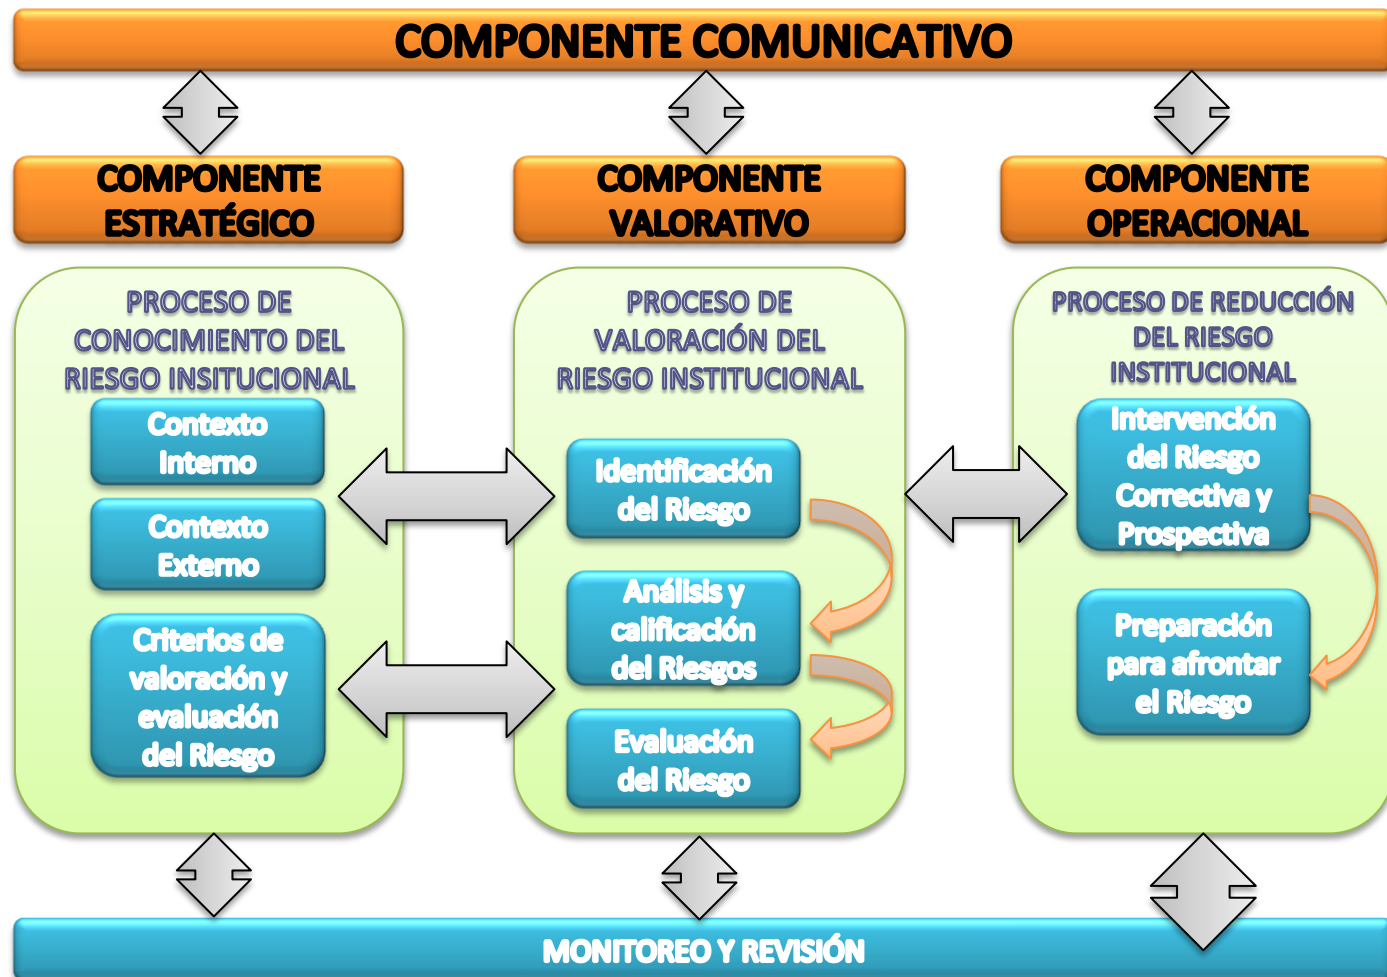 COMPONENTE COMUNICATIVO
COMPONENTE
ESTRATÉGICO
COMPONENTE
VALORATIVO
COMPONENTE
OPERACIONAL
PROCESO DE
CONOCIMIENTO DEL
RIESGO INSITUCIONAL
Contexto
Interno
Contexto
Externo
Criterios de
valoración y
evaluación
del Riesgo
PROCESO DE
VALORACIÓN DEL
RIESGO INSTITUCIONAL
Identificación
del Riesgo
Análisis y
calificación
del Riesgos
Evaluación
del Riesgo
PROCESO DE REDUCCIÓN
DEL RIESGO
INSTITUCIONAL
Intervención
del Riesgo
Correctiva y
Prospectiva
Preparación
para afrontar
el Riesgo
MONITOREO Y REVISIÓN